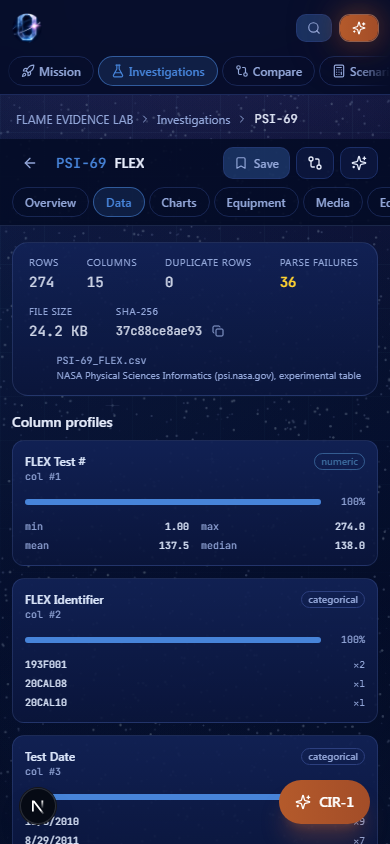 Mission
Investigations
Compare
FLAME EVIDENCE LAB > Investigations > PSI-69
PSI-69 FLEX
Save
Overview
Data
Charts
Equipment
Media
ROWS
COLUMNS
DUPLICATE ROWS
PARSE FAILURES
274
15
0
36
FILE SIZE
SHA-256
24.2 KB
37c88ce8ae93
PSI-69_FLEX.csv
NASA Physical Sciences Informatics (psi.nasa.gov), experimental table
Column profiles
FLEX Test #
numeric
col #1
100%
min 1.00 max 274.0
mean 137.5 median 138.0
FLEX Identifier
categorical
col #2
100%
193F001 ×2
20CAL08 ×1
20CAL10 ×1
Test Date
categorical
col #3
N
CIR-1
8/29/2011 ×7